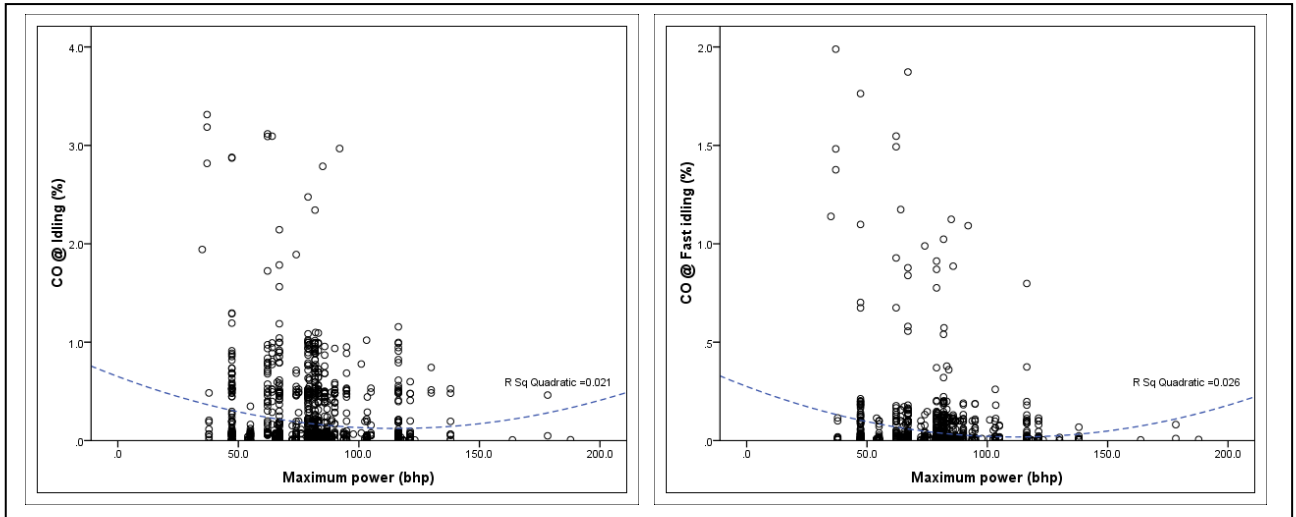 4.0
3.0
2.0
1.0
.0
CO @ Idling (%)
R Sq Quadratic =0.021
.0 50.0 100.0 150.0 200.0
Maximum power (bhp)
2.0
1.5
1.0
.5
.0
CO @ Fast idling (%)
R Sq Quadratic =0.026
.0 50.0 100.0 150.0 200.0
Maximum power (bhp)